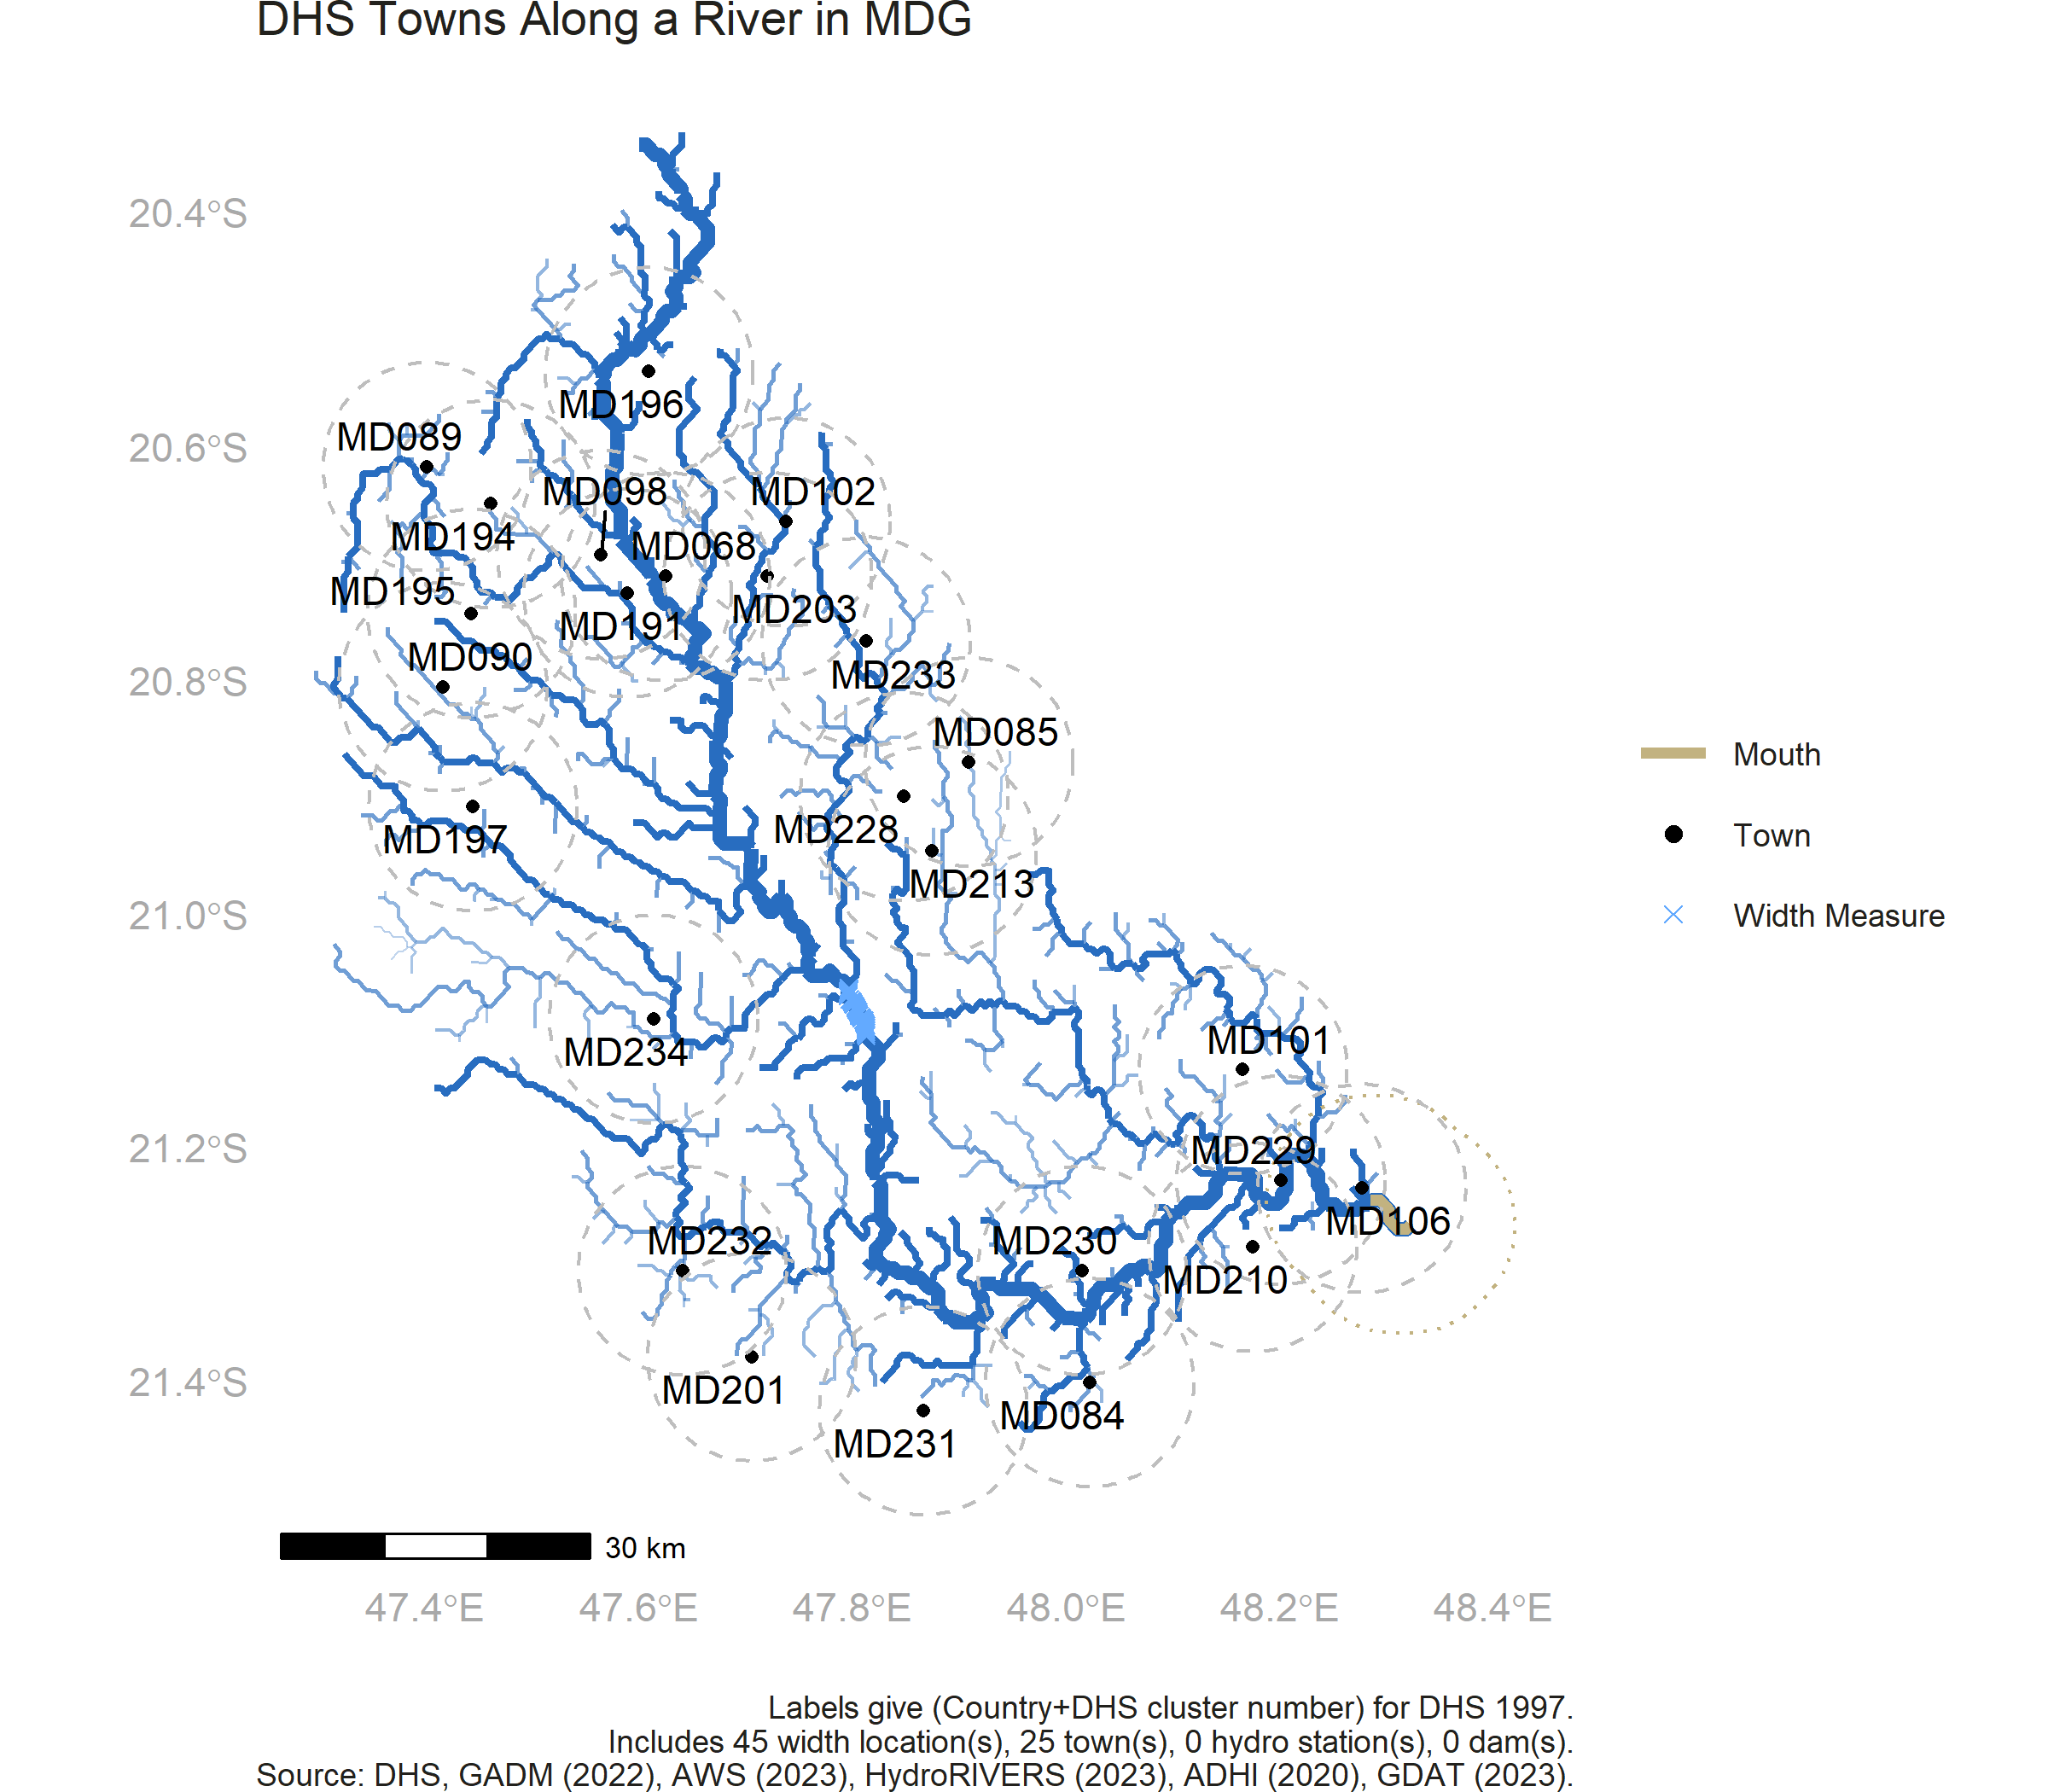 DHS Towns Along a River in MDG
20.4°S
20.6°S
20.8°S
21.0°S
21.2°S
21.4°S
MD196
MD089
MD098
MD102
MD194
MD068
MD195
MD203
MD191
MD090
MD233
MD085
MD228
MD197
MD213
MD101
MD234
MD229
MD106
MD232
MD230
MD210
MD201
MD084
MD231
Mouth
Town
Width Measure
30 km
47.4°E
47.6°E
47.8°E
48.0°E
48.2°E
48.4°E
Labels give (Country+DHS cluster number) for DHS 1997.
Includes 45 width location(s), 25 town(s), 0 hydro station(s), 0 dam(s).
Source: DHS, GADM (2022), AWS (2023), HydroRIVERS (2023), ADHI (2020), GDAT (2023).